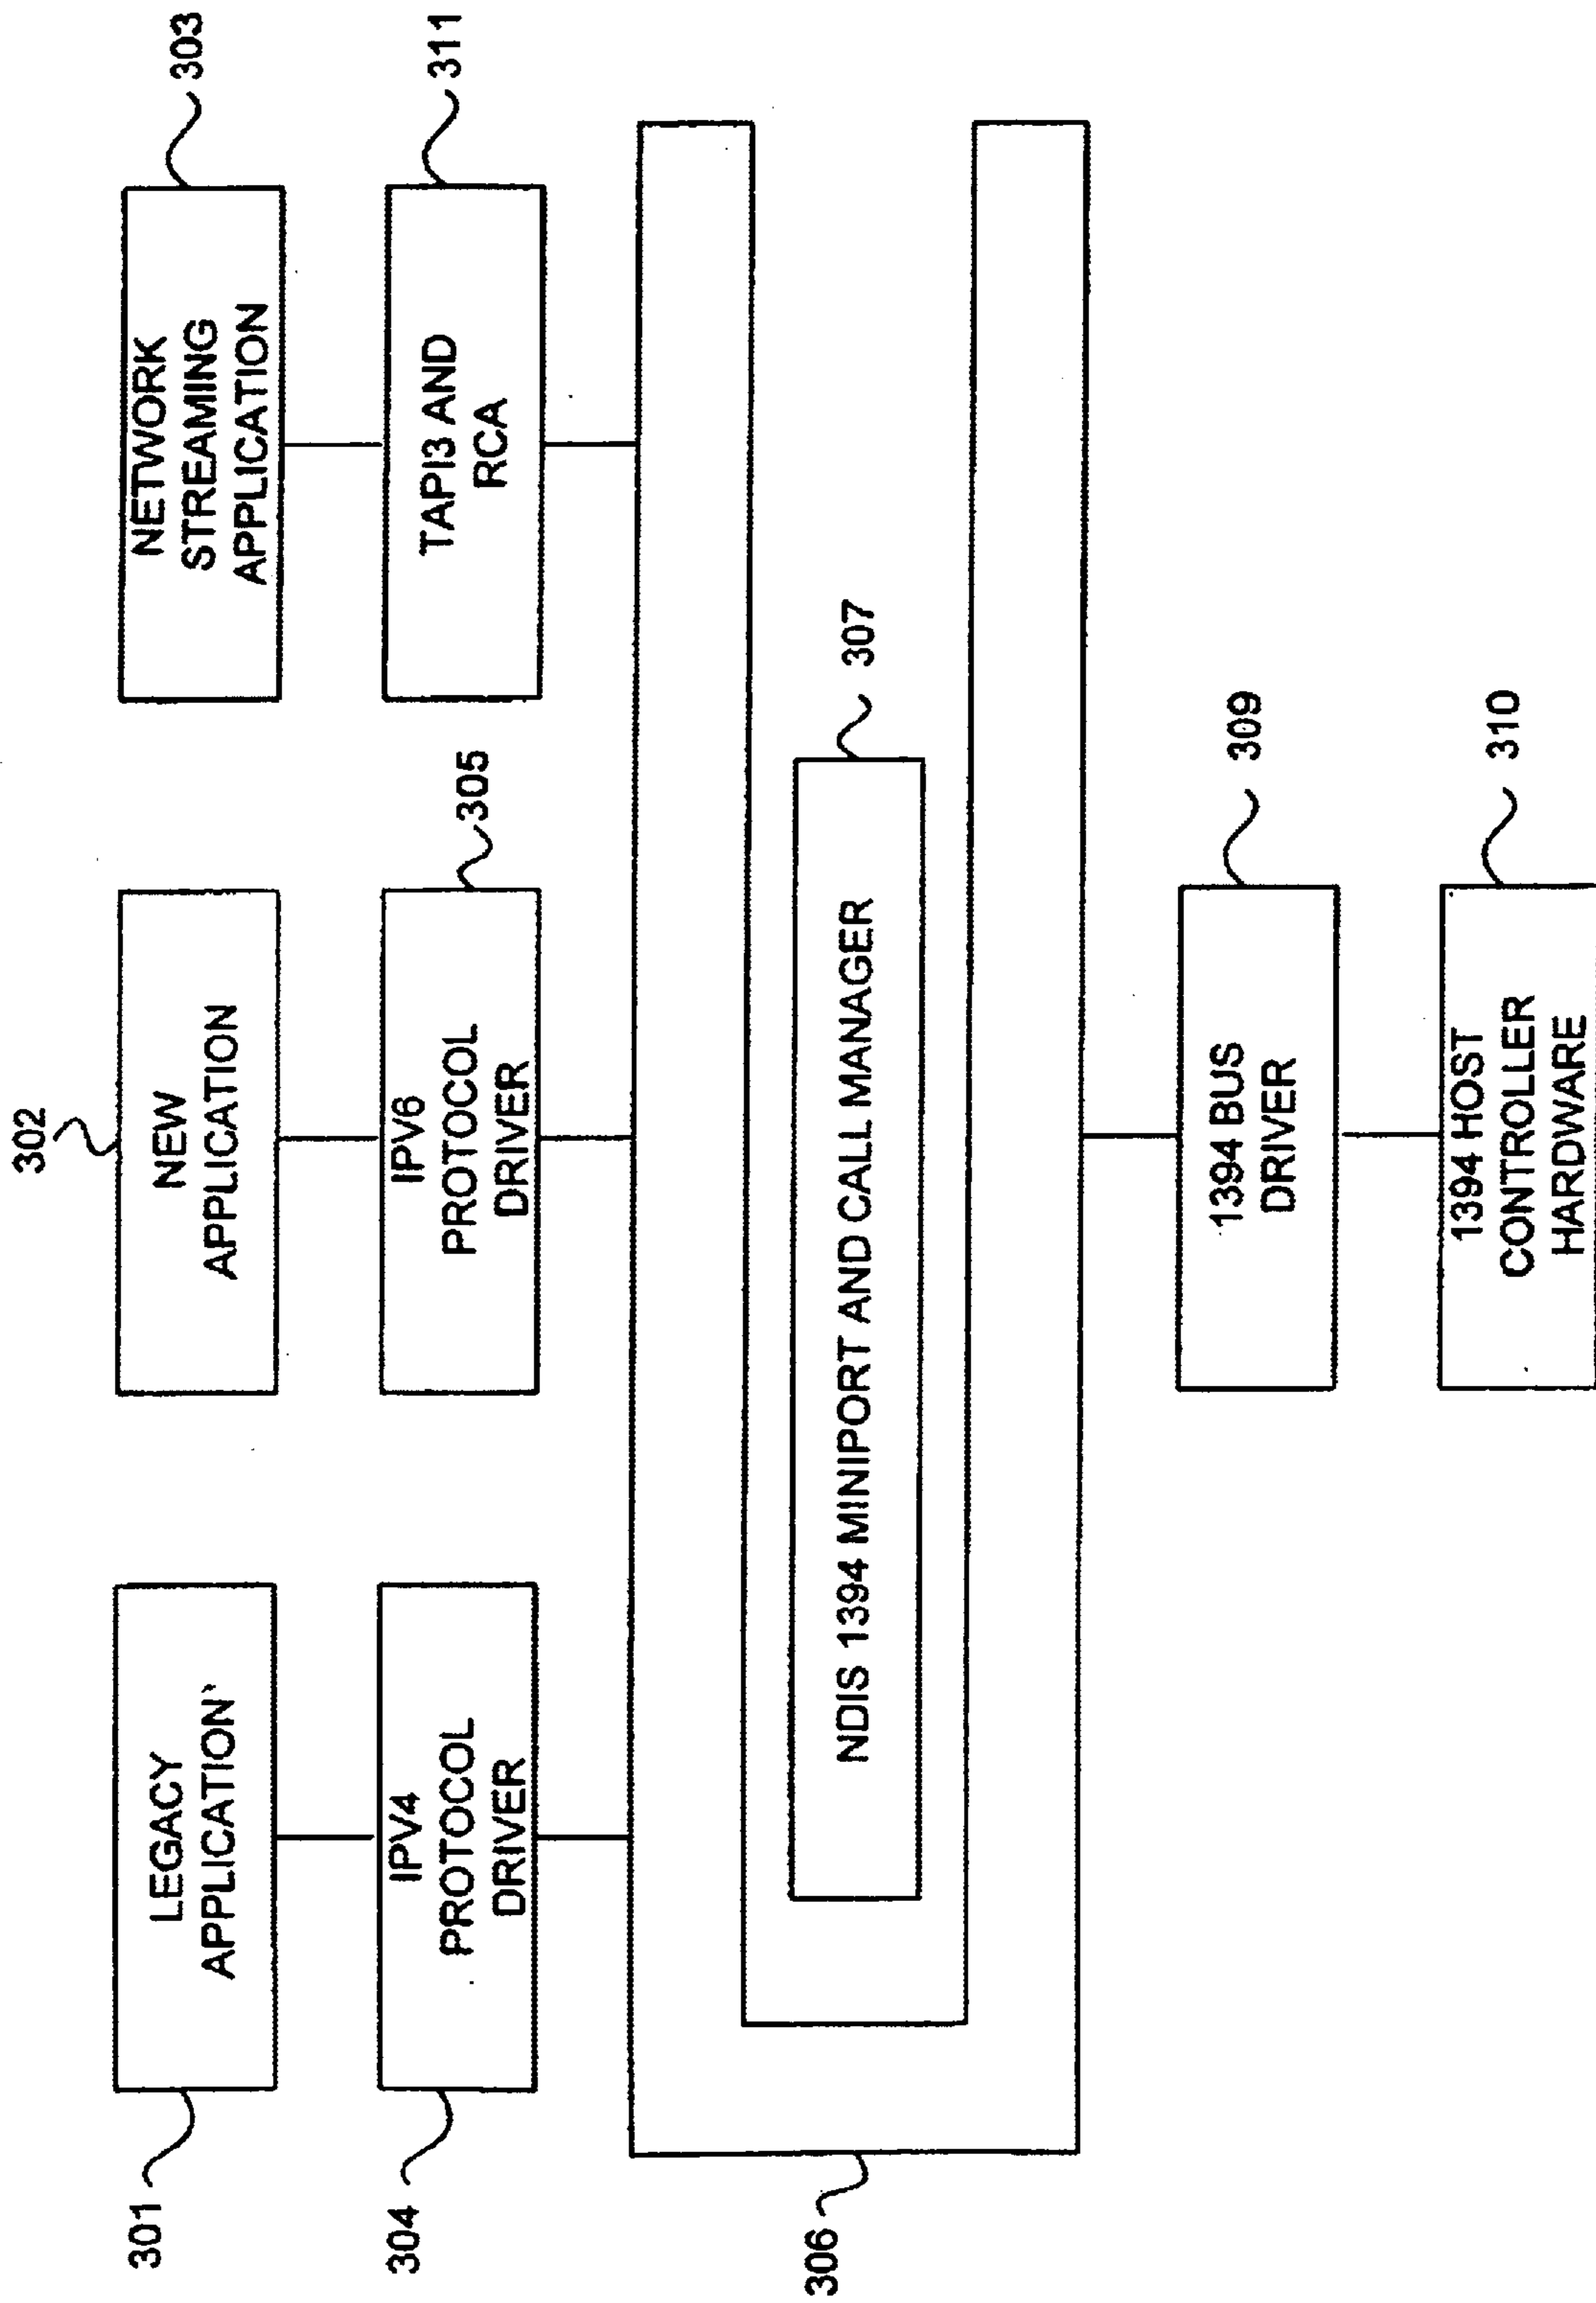 302
303
LEGACY
APPLICATION
NEW
APPLICATION
NETWORK
STREAMING
APPLICATION
301
305
311
IPV4
PROTOCOL
DRIVER
IPV6
PROTOCOL
DRIVER
TAPI3 AND
RCA
304
307
NDIS 1394 MINIPORT AND CALL MANAGER
306
309
1394 BUS
DRIVER
310
1394 HOST
CONTROLLER
HARDWARE